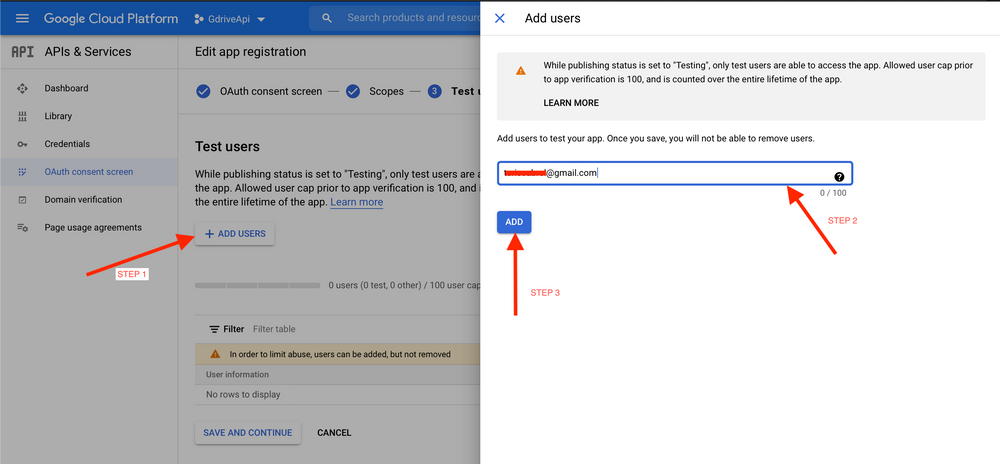 Google Cloud Platform
GdriveApi
Search products and resourc
API
APIs & Services
Dashboard
Library
Credentials
OAuth consent screen
Domain verification
Page usage agreements
Edit app registration
OAuth consent screen
Scopes
3
Test u
Test users
While publishing status is set to "Testing", only test users are a
the app. Allowed user cap prior to app verification is 100, and i
the entire lifetime of the app. Learn more
+ ADD USERS
STEP 1
0 users (0 test, 0 other) / 100 user cap
Filter
Filter table
In order to limit abuse, users can be added, but not removed
User information
No rows to display
SAVE AND CONTINUE
CANCEL
Add users
While publishing status is set to "Testing", only test users are able to access the app. Allowed user cap prior
to app verification is 100, and is counted over the entire lifetime of the app.
LEARN MORE
Add users to test your app. Once you save, you will not be able to remove users.
@gmail.com
?
0 / 100
ADD
STEP 2
STEP 3